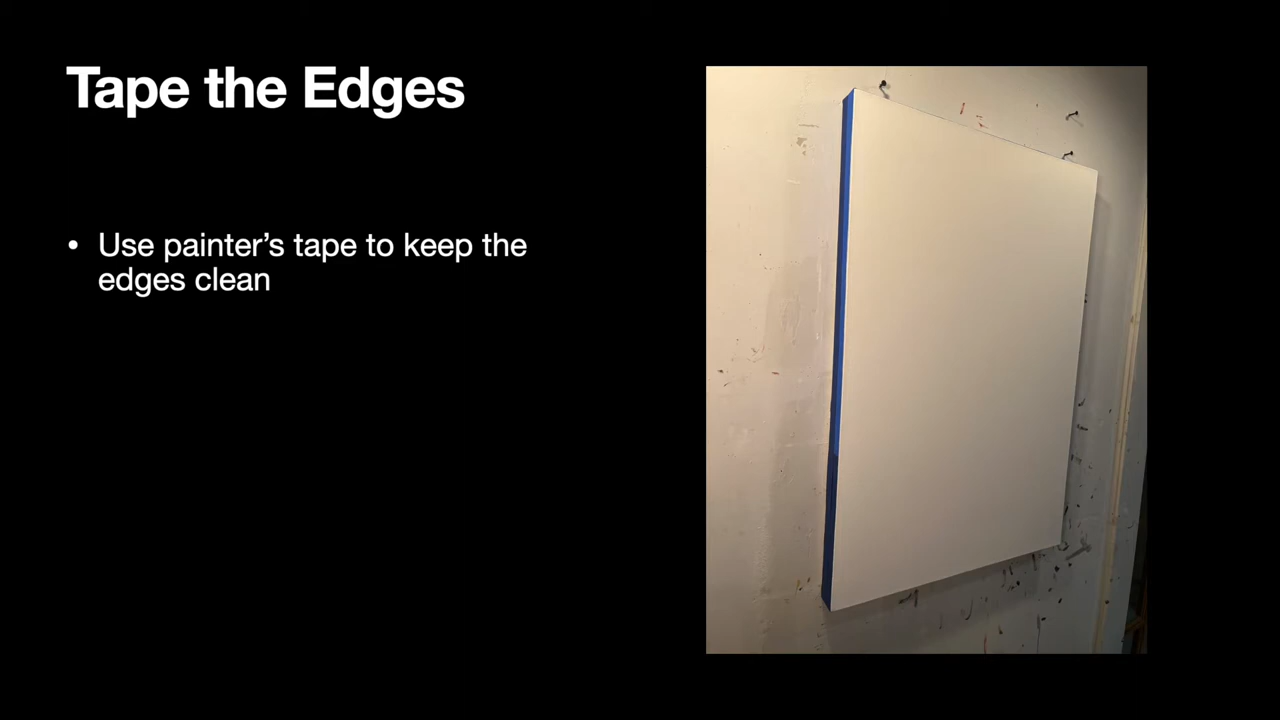 Tape the Edges
• Use painter’s tape to keep the
edges clean